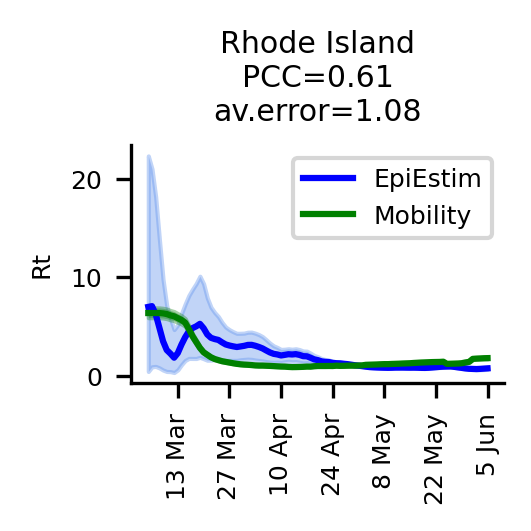 Rhode Island
PCC=0.61
av.error=1.08
EpiEstim
Mobility
Rt
20
10
0
13 Mar
27 Mar
10 Apr
24 Apr
8 May
22 May
5 Jun